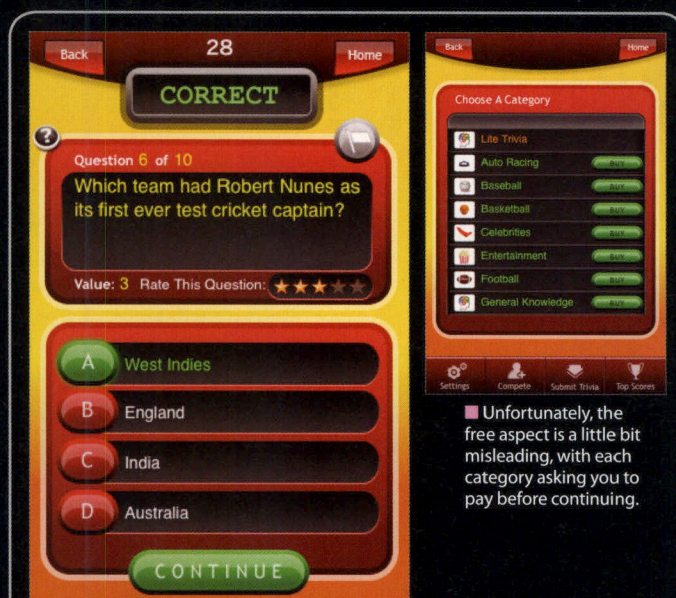 Back
28
Home
CORRECT
?
Question 6 of 10
Which team had Robert Nunes as
its first ever test cricket captain?
Value: 3 Rate This Question:
A West Indies
B England
C India
D Australia
CONTINUE
Back
Home
Choose A Category
Lite Trivia
Auto Racing BUY
Baseball BUY
Basketball BUY
Celebrities BUY
Entertainment BUY
Football BUY
General Knowledge BUY
Settings
Compete
Submit Trivia
Top Scores
Unfortunately, the
free aspect is a little bit
misleading, with each
category asking you to
pay before continuing.